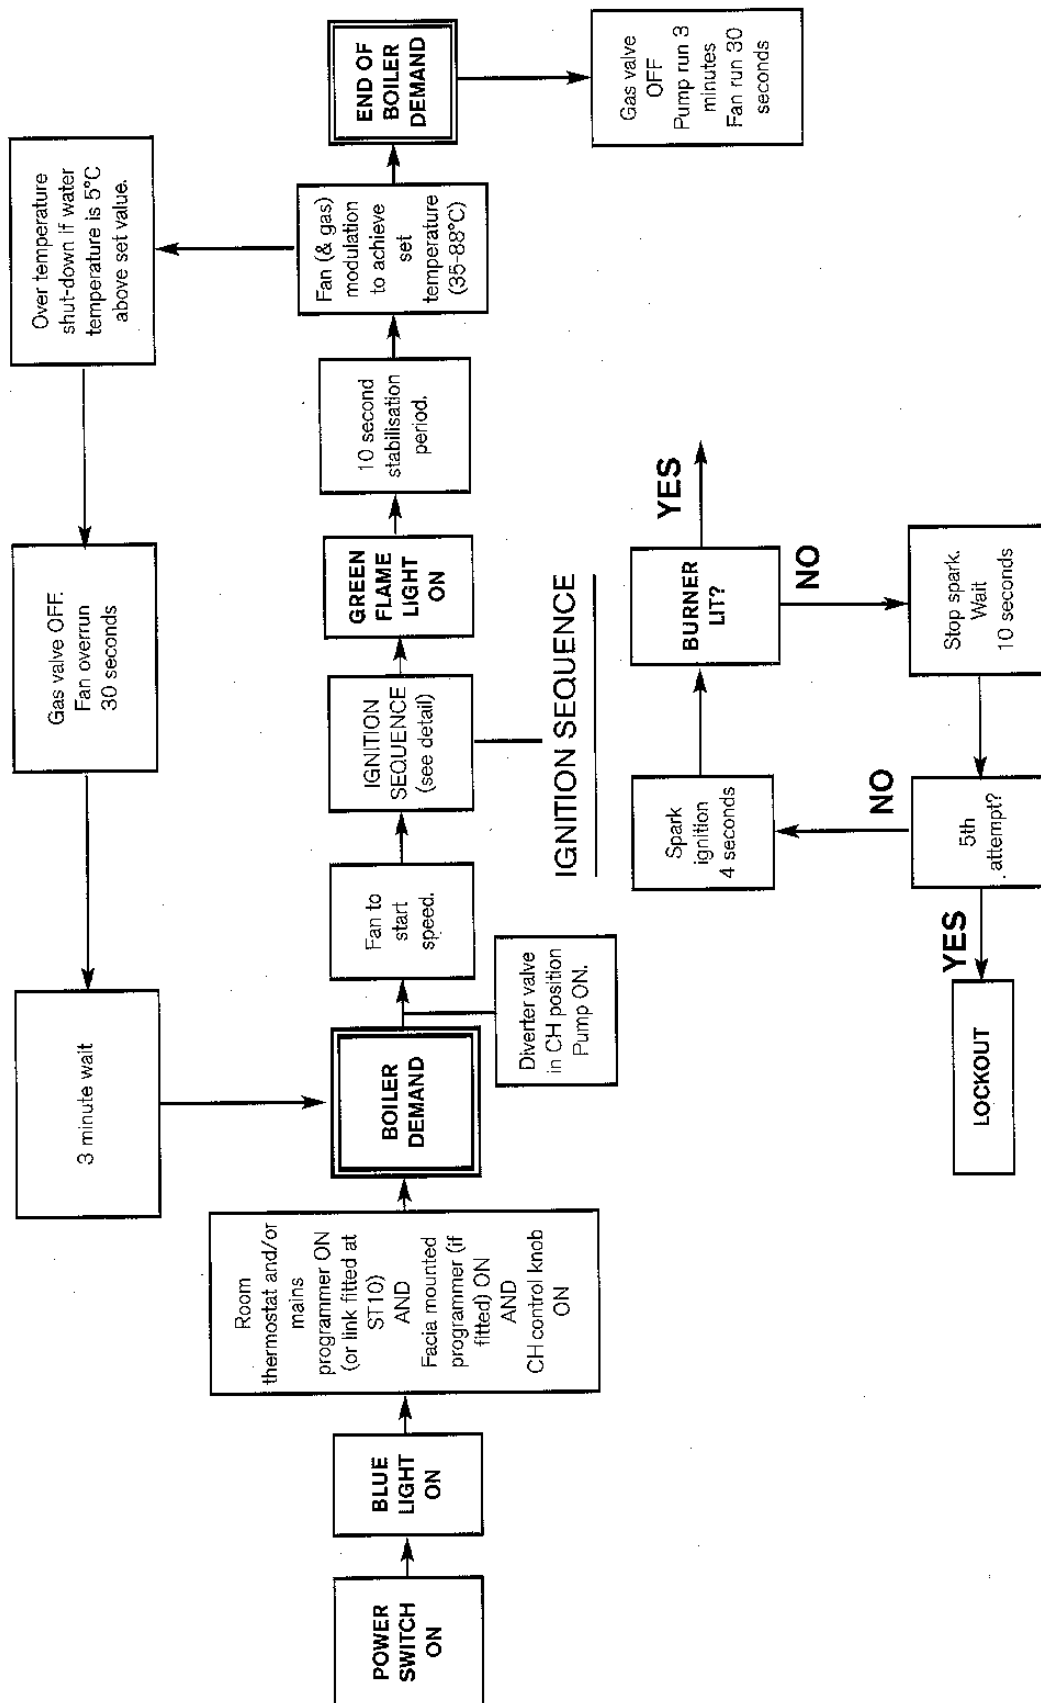 POWER
SWITCH
ON
BLUE
LIGHT
ON
Room
thermostat and/or
mains
programmer ON
(or link fitted at
ST10)
AND
Facia mounted
programmer (if
fitted) ON
AND
CH control knob
ON
BOILER
DEMAND
Diverter valve
in CH position
Pump ON.
Fan to
start
speed.
IGNITION
SEQUENCE
(see detail)
GREEN
FLAME
LIGHT
ON
10 second
stabilisation
period.
Fan (& gas)
modulation
to achieve
set
temperature
(35-88°C)
END OF
BOILER
DEMAND
Gas valve
OFF
Pump run 3
minutes
Fan run 30
seconds
Over temperature
shut-down if water
temperature is 5°C
above set value.
Gas valve OFF.
Fan overrun
30 seconds
3 minute wait
IGNITION SEQUENCE
Spark
ignition
4 seconds
BURNER
LIT?
YES
NO
Stop spark.
Wait
10 seconds
5th
attempt?
NO
YES
LOCKOUT